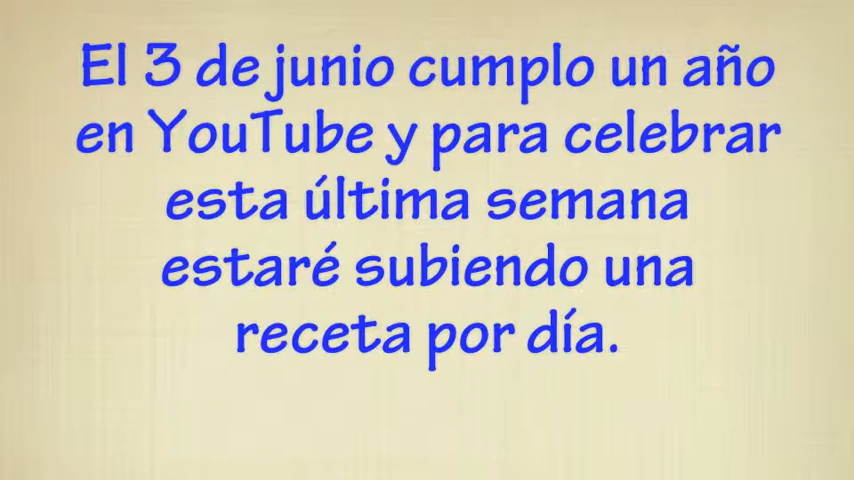 El 3 de junio cumplo un año
en YouTube y para celebrar
esta última semana
estaré subiendo una
receta por día.